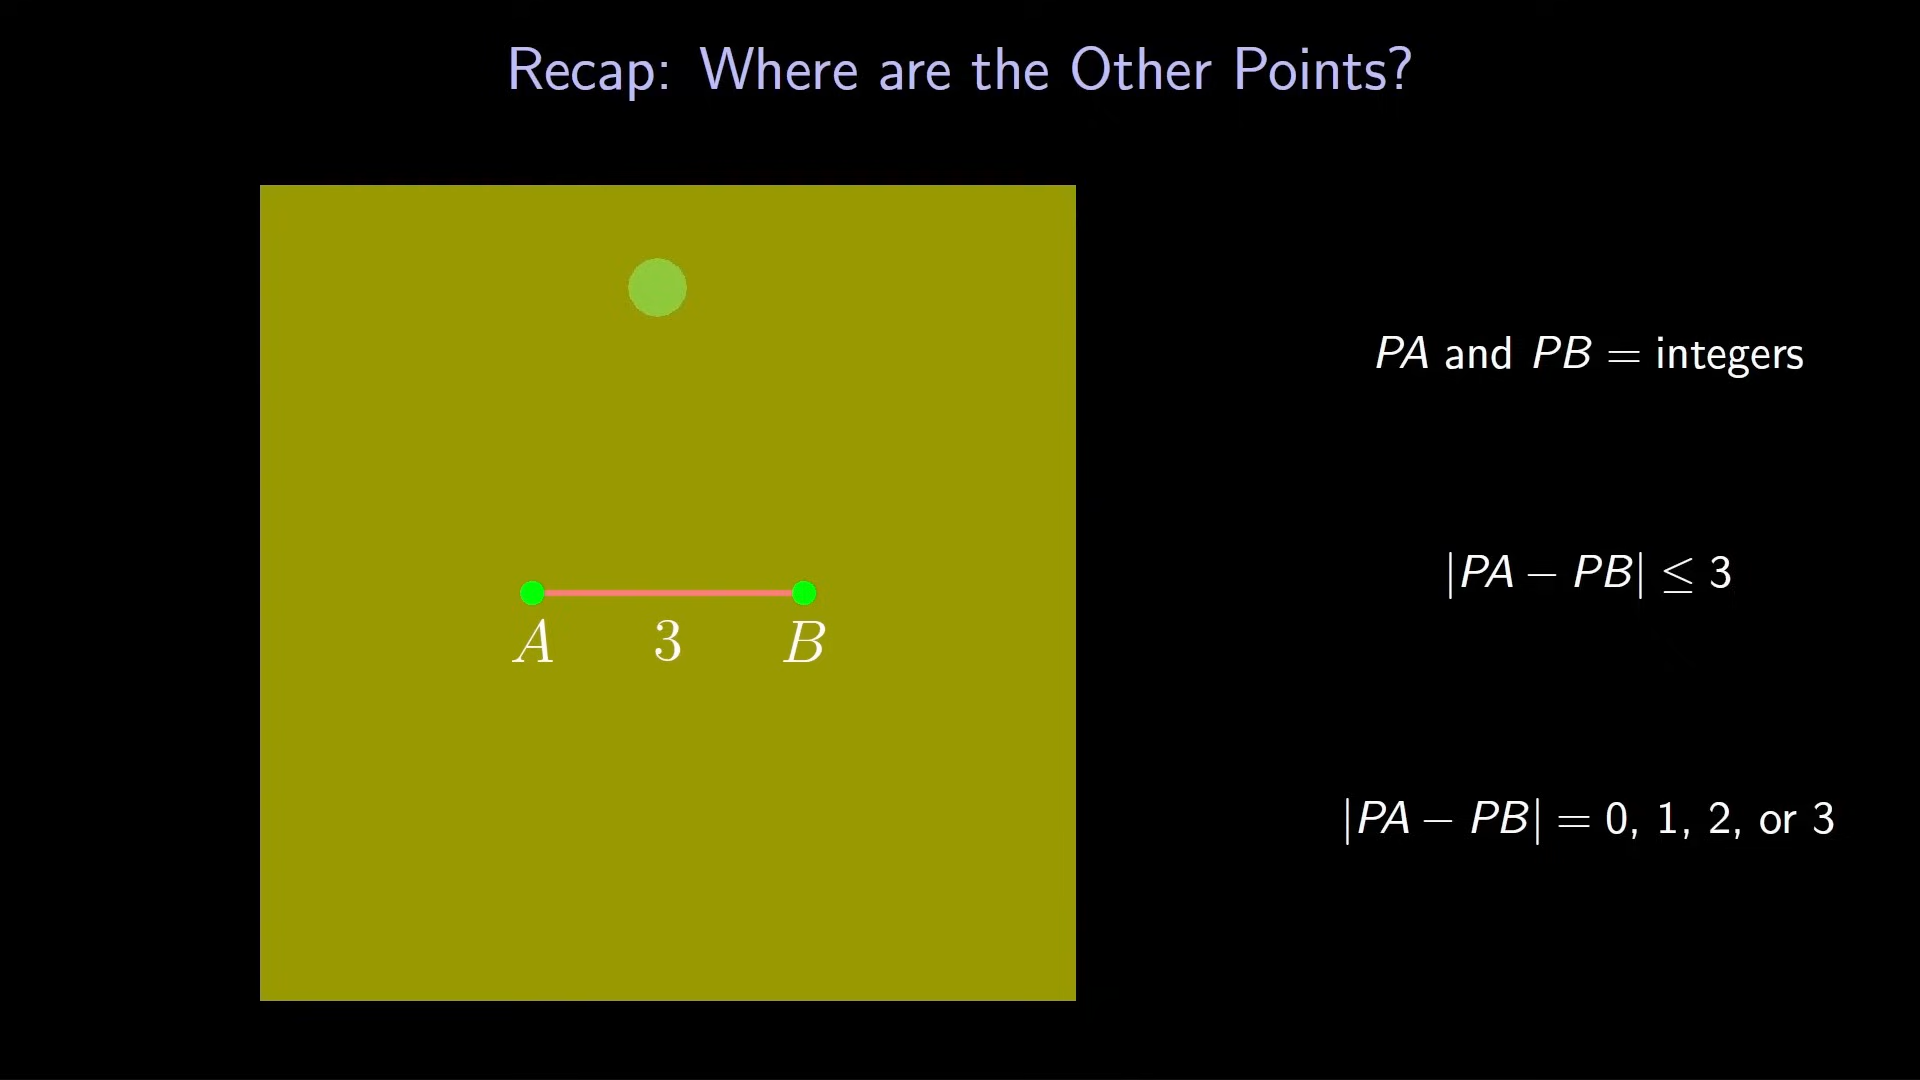 Recap: Where are the Other Points?
PA and PB = integers
|PA − PB| ≤ 3
A 3 B
|PA − PB| = 0, 1, 2, or 3